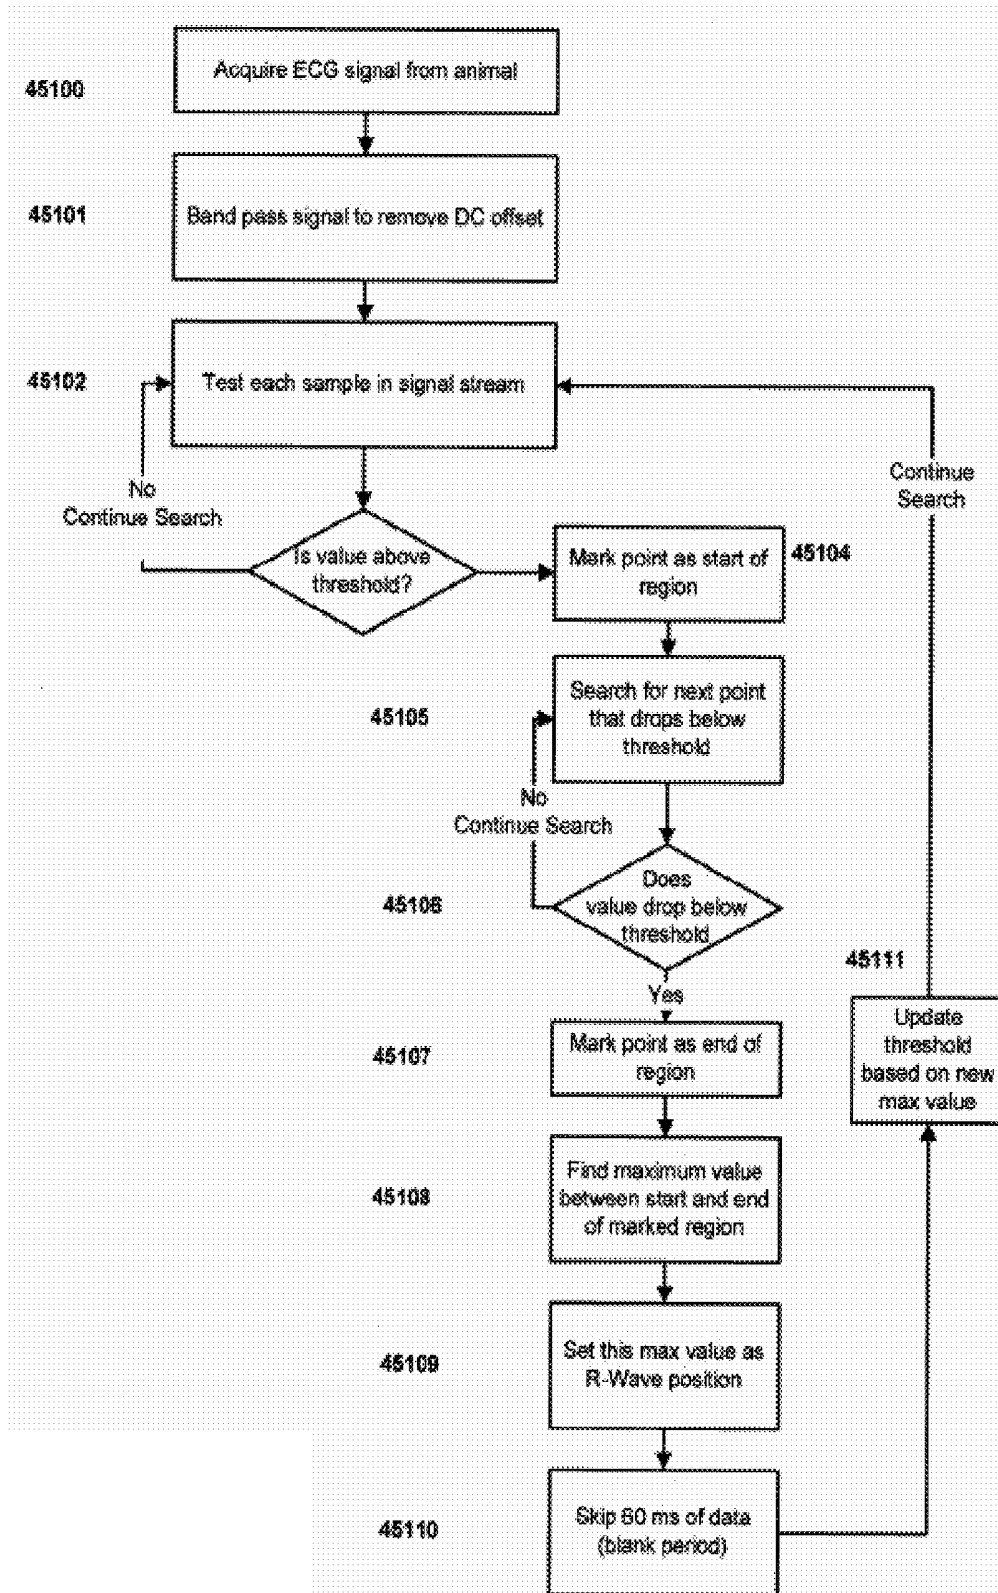 45100
Acquire ECG signal from animal
45101
Band pass signal to remove DC offset
45102
Test each sample in signal stream
No
Continue Search
Continue
Search
Is value above
threshold?
Mark point as start of
region
45104
45105
Search for next point
that drops below
threshold
No
Continue Search
45106
Does
value drop below
threshold
Yes
45111
Update
threshold
based on new
max value
45107
Mark point as end of
region
45108
Find maximum value
between start and end
of marked region
45109
Set this max value as
R-Wave position
45110
Skip ms of data
(blank period)